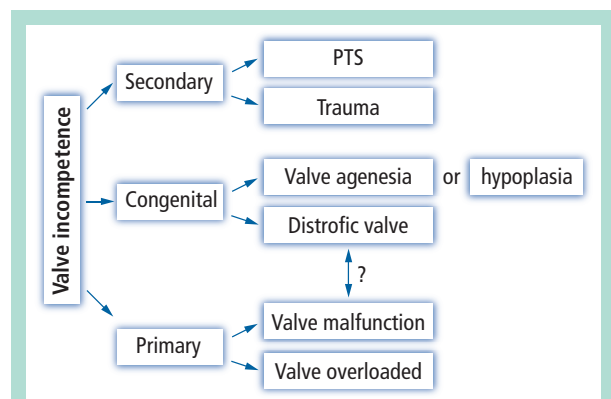 Valve incompetence
Secondary
PTS
Trauma
Congenital
Valve agenesia or hypoplasia
Distrofic valve
?
Primary
Valve malfunction
Valve overloaded